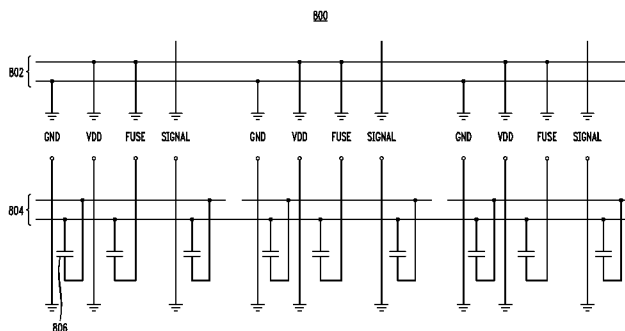 800
802
GND VDD FUSE SIGNAL GND VDD FUSE SIGNAL GND VDD FUSE SIGNAL
804
806